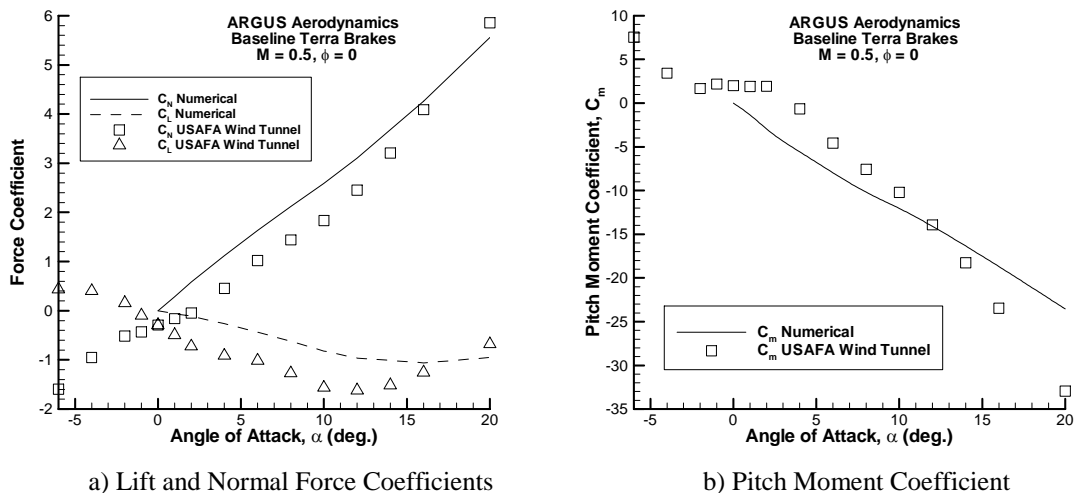 ARGUS Aerodynamics
Baseline Terra Brakes
M = 0.5, ϕ = 0
C_N Numerical
C_L Numerical
C_N USAFA Wind Tunnel
C_L USAFA Wind Tunnel
Force Coefficient
6
5
4
3
2
1
0
-1
-2
-5
0
5
10
15
20
Angle of Attack, α (deg.)
a) Lift and Normal Force Coefficients
ARGUS Aerodynamics
Baseline Terra Brakes
M = 0.5, ϕ = 0
C_m Numerical
C_m USAFA Wind Tunnel
Pitch Moment Coefficient, C_m
10
5
0
-5
-10
-15
-20
-25
-30
-35
-5
0
5
10
15
20
Angle of Attack, α (deg.)
b) Pitch Moment Coefficient